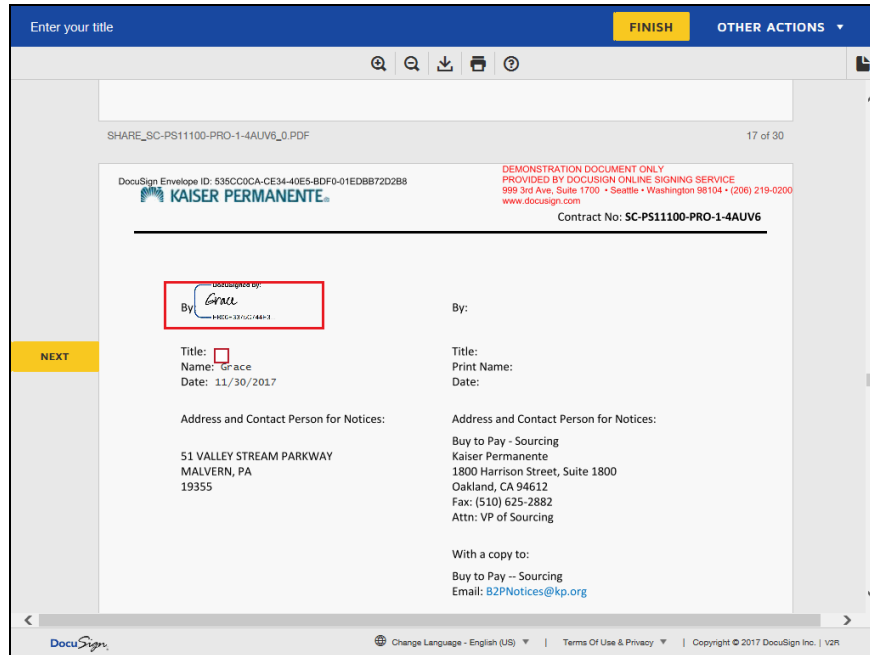 Enter your title
FINISH
OTHER ACTIONS
SHARE_SC-PS11100-PRO-1-4AUV6_0.PDF
17 of 30
DocuSign Envelope ID: 535CC0CA-CE34-40E5-BDF0-01EDBB72D2B8
DEMONSTRATION DOCUMENT ONLY
PROVIDED BY DOCUSIGN ONLINE SIGNING SERVICE
999 3rd Ave, Suite 1700 • Seattle • Washington 98104 • (206) 219-0200
www.docusign.com
KAISER PERMANENTE®
Contract No: SC-PS11100-PRO-1-4AUV6
DocuSigned by:
By: Grace
Title:
Name: Grace
Date: 11/30/2017
Address and Contact Person for Notices:
51 VALLEY STREAM PARKWAY
MALVERN, PA
19355
By:
Title:
Print Name:
Date:
Address and Contact Person for Notices:
Buy to Pay - Sourcing
Kaiser Permanente
1800 Harrison Street, Suite 1800
Oakland, CA 94612
Fax: (510) 625-2882
Attn: VP of Sourcing
With a copy to:
Buy to Pay -- Sourcing
Email: B2PNotices@kp.org
NEXT
DocuSign
Change Language - English (US) | Terms Of Use & Privacy | Copyright © 2017 DocuSign Inc. | V2R